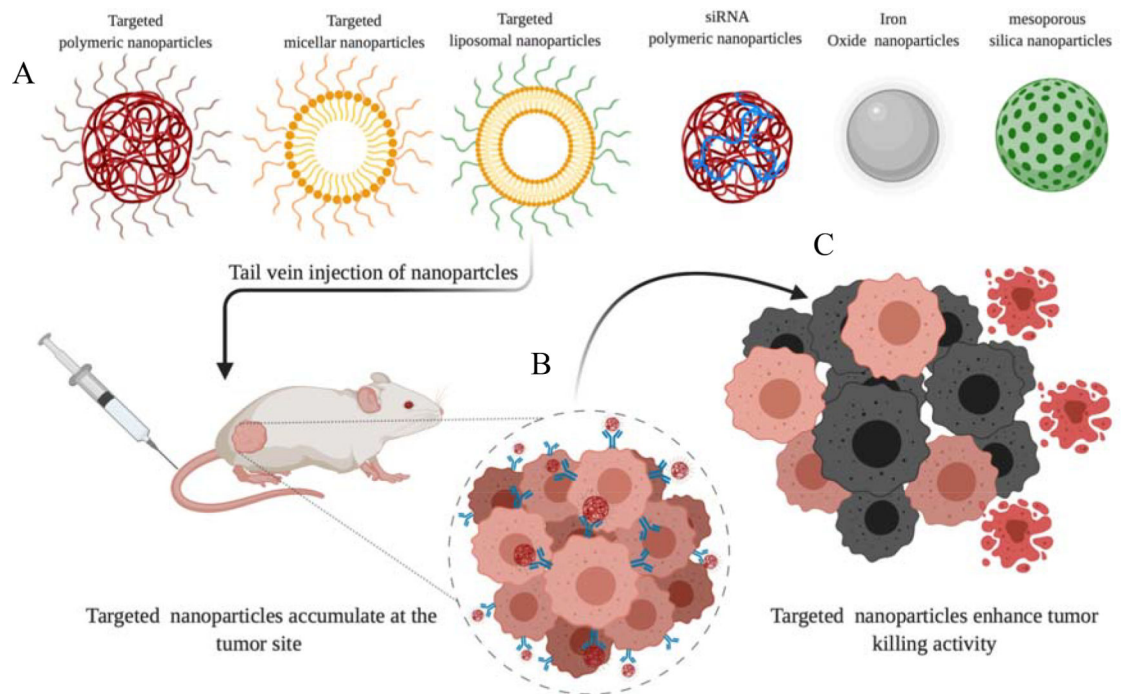 Targeted
polymeric nanoparticles
Targeted
micellar nanoparticles
Targeted
liposomal nanoparticles
siRNA
polymeric nanoparticles
Iron
Oxide nanoparticles
mesoporous
silica nanoparticles
A
Tail vein injection of nanopartcles
B
C
Targeted nanoparticles accumulate at the
tumor site
Targeted nanoparticles enhance tumor
killing activity